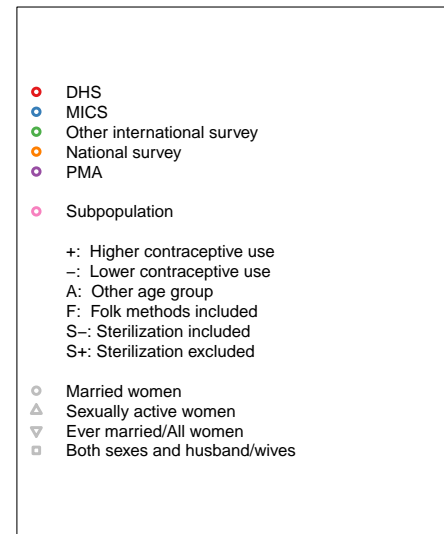 DHS
MICS
Other international survey
National survey
PMA
Subpopulation
+: Higher contraceptive use
−: Lower contraceptive use
A: Other age group
F: Folk methods included
S−: Sterilization included
S+: Sterilization excluded
Married women
Sexually active women
Ever married/All women
Both sexes and husband/wives